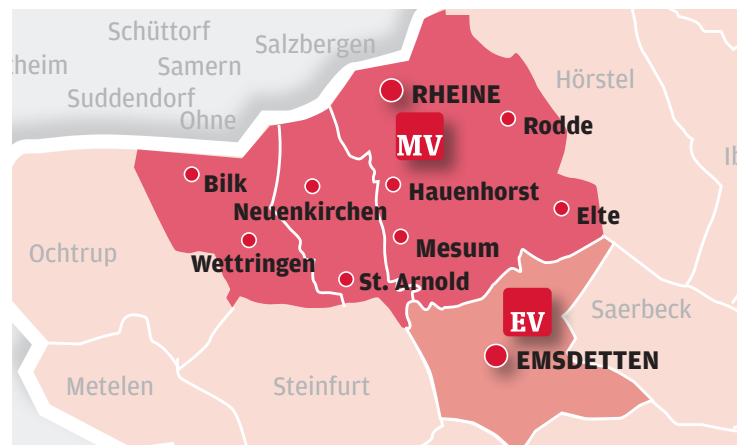 Schüttorf
Salzbergen
theim
Samern
Hörstel
Suddendorf
RHEINE
Ohne
Rodde
MV
Ib
Bilk
Hauenhorst
Neuenkirchen
Elte
Ochtrup
Wettringen
Mesum
St. Arnold
EV
Saerbeck
EMSDETTEN
Metelen
Steinfurt